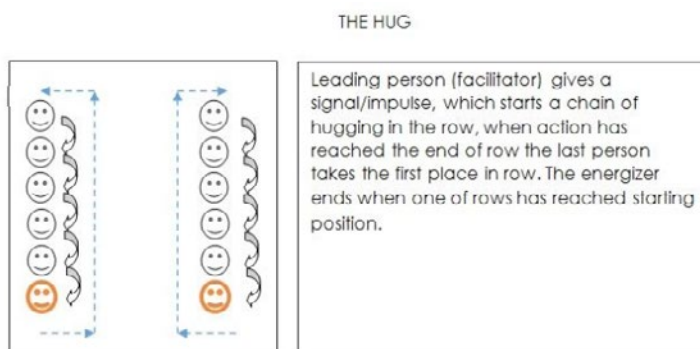 THE HUG
Leading person (facilitator) gives a
signal/impulse, which starts a chain of
hugging in the row, when action has
reached the end of row the last person
takes the first place in row. The energizer
ends when one of rows has reached starting
position.